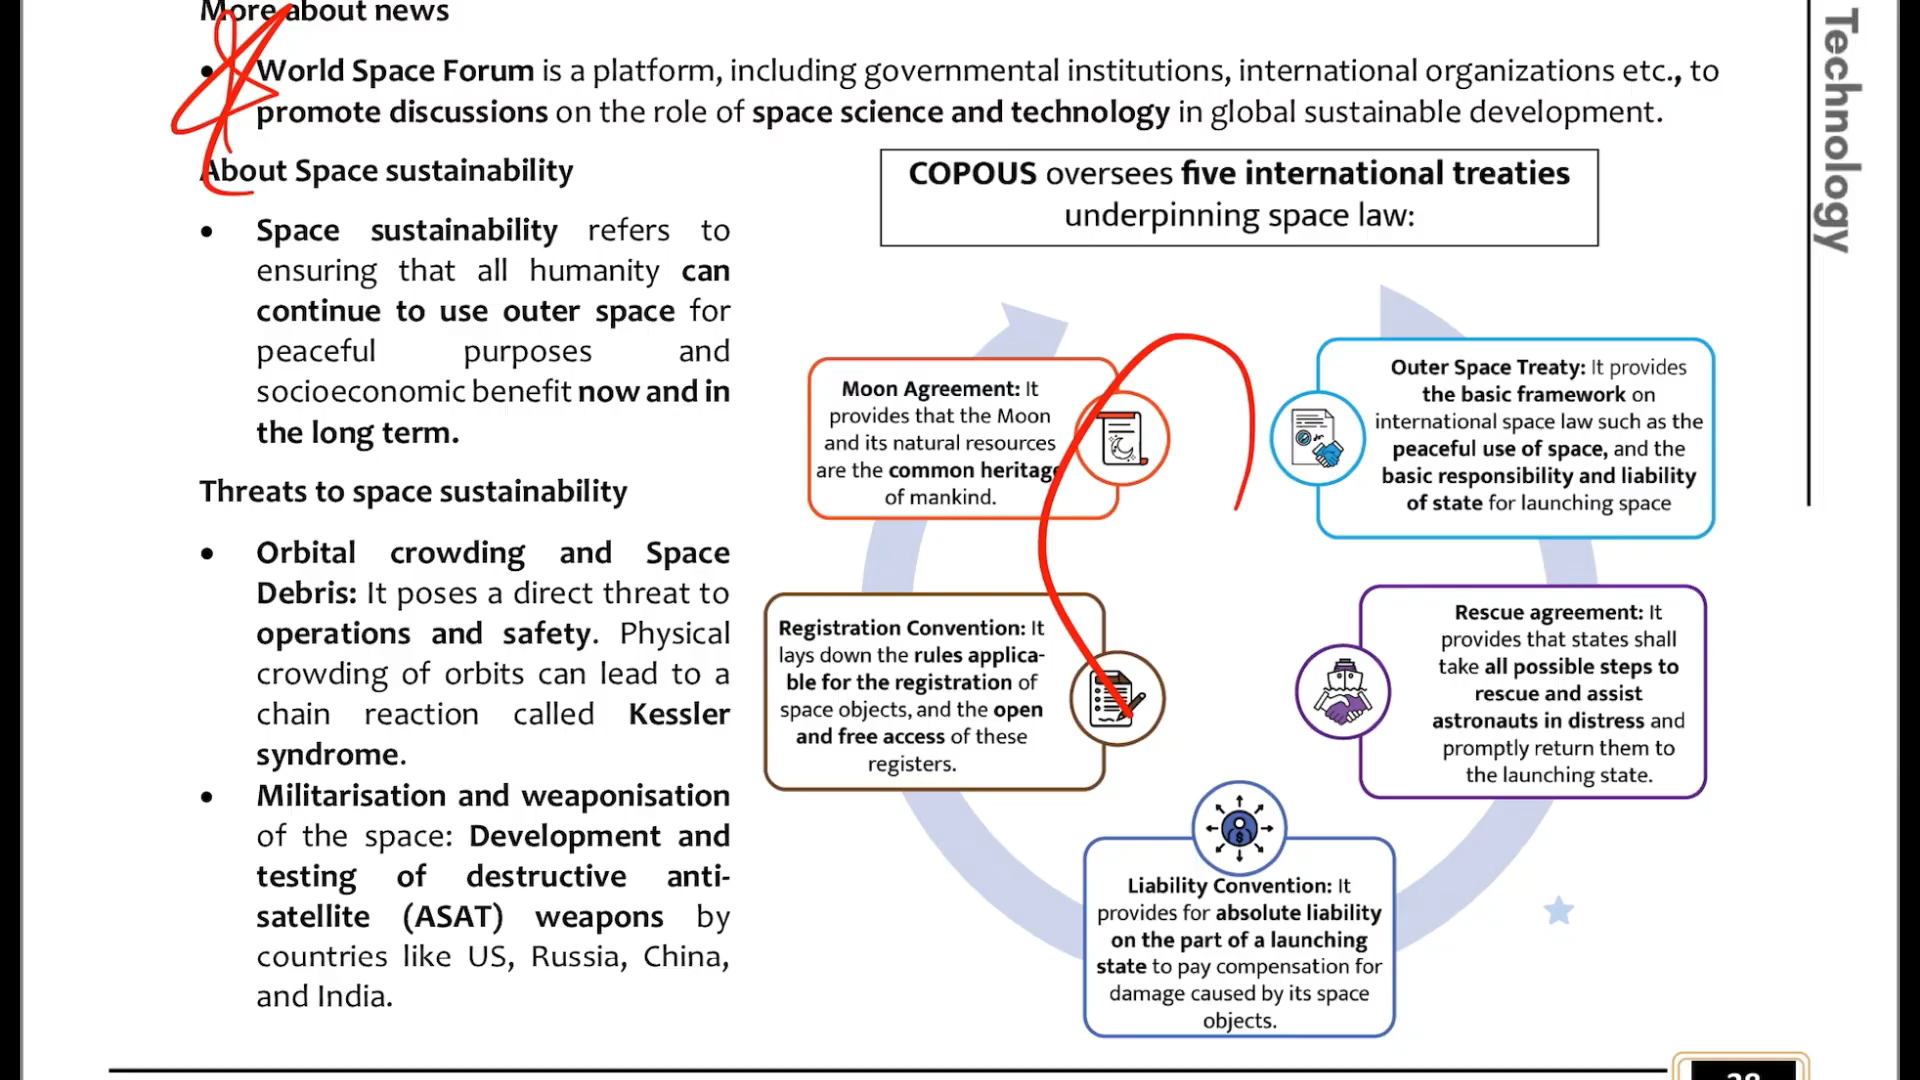 More about news
• World Space Forum is a platform, including governmental institutions, international organizations etc., to
promote discussions on the role of space science and technology in global sustainable development.
About Space sustainability
• Space sustainability refers to
ensuring that all humanity can
continue to use outer space for
peaceful purposes and
socioeconomic benefit now and in
the long term.
Threats to space sustainability
• Orbital crowding and Space
Debris: It poses a direct threat to
operations and safety. Physical
crowding of orbits can lead to a
chain reaction called Kessler
syndrome.
• Militarisation and weaponisation
of the space: Development and
testing of destructive anti-
satellite (ASAT) weapons by
countries like US, Russia, China,
and India.
COPOUS oversees five international treaties
underpinning space law:
Moon Agreement: It
provides that the Moon
and its natural resources
are the common heritage
of mankind.
Outer Space Treaty: It provides
the basic framework on
international space law such as the
peaceful use of space, and the
basic responsibility and liability
of state for launching space
Registration Convention: It
lays down the rules applica-
ble for the registration of
space objects, and the open
and free access of these
registers.
Rescue agreement: It
provides that states shall
take all possible steps to
rescue and assist
astronauts in distress and
promptly return them to
the launching state.
Liability Convention: It
provides for absolute liability
on the part of a launching
state to pay compensation for
damage caused by its space
objects.
Technology